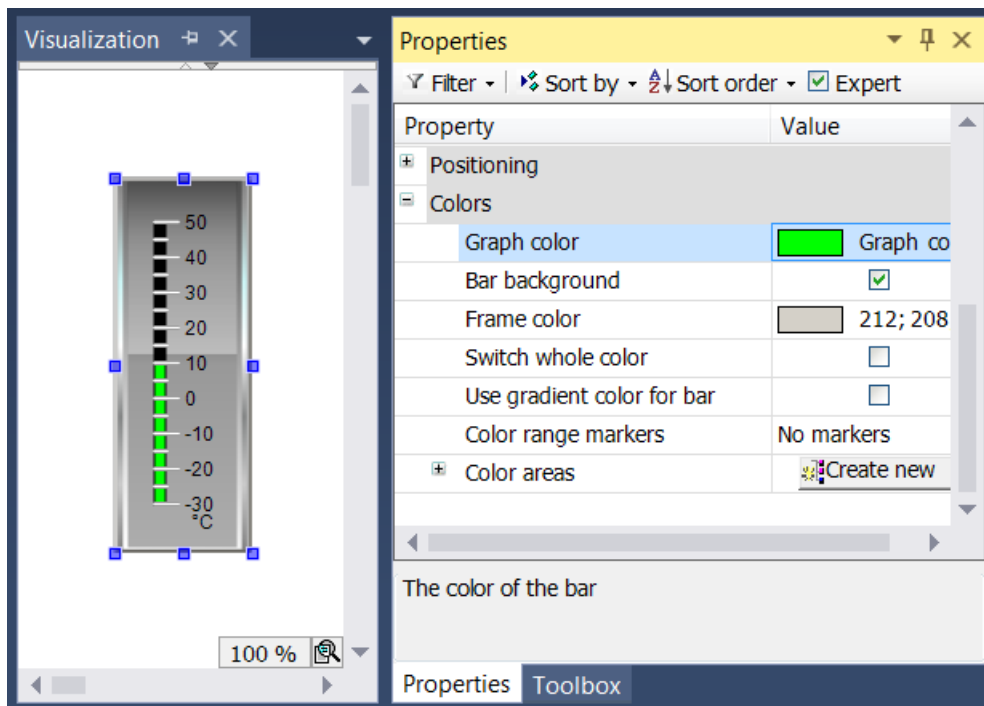 Visualization
50
40
30
20
10
0
-10
-20
-30
°C
100 %
Properties
Filter Sort by Sort order Expert
Property Value
Positioning
Colors
Graph color Graph co
Bar background
Frame color 212; 208
Switch whole color
Use gradient color for bar
Color range markers No markers
Color areas Create new
The color of the bar
Properties Toolbox